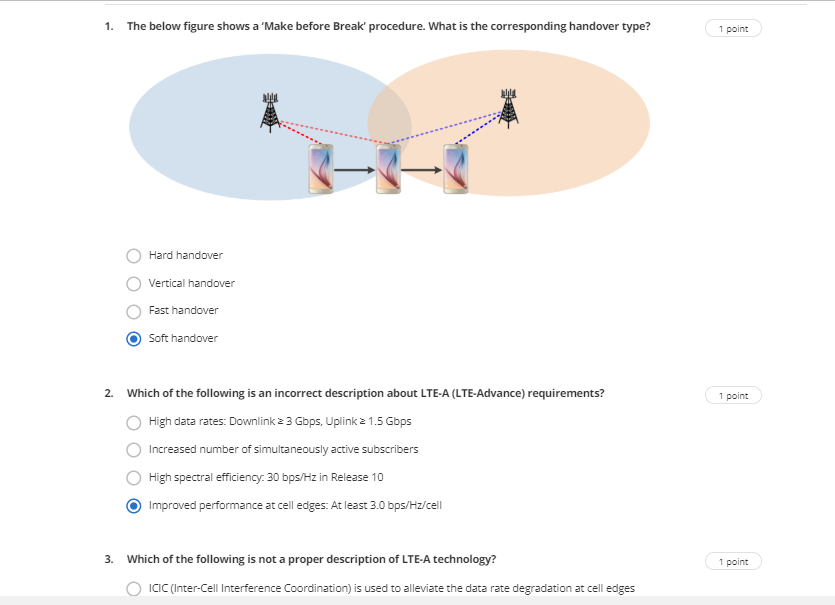 1. The below figure shows a 'Make before Break' procedure. What is the corresponding handover type?
1 point
Hard handover
Vertical handover
Fast handover
Soft handover
2. Which of the following is an incorrect description about LTE-A (LTE-Advance) requirements?
1 point
High data rates: Downlink ≥ 3 Gbps, Uplink ≥ 1.5 Gbps
Increased number of simultaneously active subscribers
High spectral efficiency: 30 bps/Hz in Release 10
Improved performance at cell edges: At least 3.0 bps/Hz/cell
3. Which of the following is not a proper description of LTE-A technology?
1 point
ICIC (Inter-Cell Interference Coordination) is used to alleviate the data rate degradation at cell edges